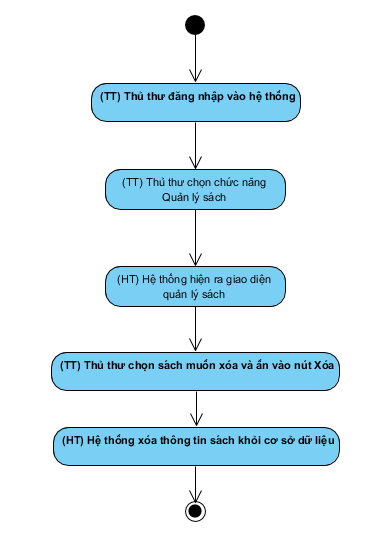 (TT) Thủ thư đăng nhập vào hệ thống
(TT) Thủ thư chọn chức năng
Quản lý sách
(HT) Hệ thống hiện ra giao diện
quản lý sách
(TT) Thủ thư chọn sách muốn xóa và ấn vào nút Xóa
(HT) Hệ thống xóa thông tin sách khỏi cơ sở dữ liệu